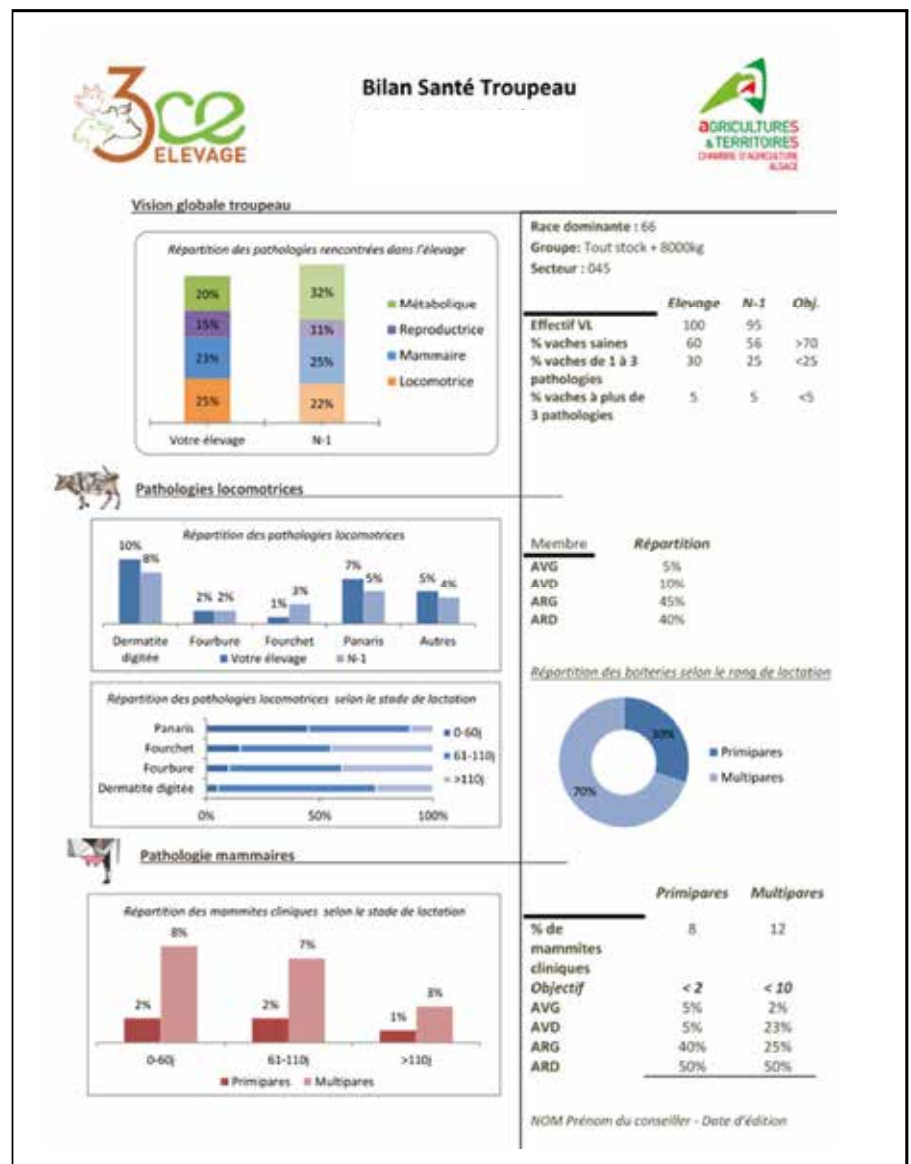 3ce
ELEVAGE
Bilan Santé Troupeau
AGRICULTURES
& TERRITOIRES
CHAMBRE D'AGRICULTURE
ALSACE
Vision globale troupeau
Répartition des pathologies rencontrées dans l'élevage
20% 32%
15% 11%
23% 25%
25% 22%
Métabolique
Reproductrice
Mammaire
Locomotrice
Votre élevage N-1
Race dominante : 66
Groupe: Tout stock + 8000kg
Secteur : 045
Elevage N-1 Obj.
Effectif VL 100 95
% vaches saines 60 56 >70
% vaches de 1 à 3 30 25 <25
pathologies
% vaches à plus de 5 5 <5
3 pathologies
Pathologies locomotrices
Répartition des pathologies locomotrices
10% 8% 2% 2% 1% 3% 7% 5% 5% 4%
Dermatite Fourbure Fourchet Panaris Autres
digitée
Votre élevage N-1
Membre Répartition
AVG 5%
AVD 10%
ARG 45%
ARD 40%
Répartition des pathologies locomotrices selon le stade de lactation
Panaris
Fourchet
Fourbure
Dermatite digitée
0% 50% 100%
0-60j
61-110j
>110j
Répartition des boiteries selon le rang de lactation
30%
70%
Primipares
Multipares
Pathologie mammaires
Répartition des mammites cliniques selon le stade de lactation
2% 8% 2% 7% 1% 3%
0-60j 61-110j >110j
Primipares Multipares
Primipares Multipares
% de 8 12
mammites
cliniques
Objectif < 2 < 10
AVG 5% 2%
AVD 5% 23%
ARG 40% 25%
ARD 50% 50%
NOM Prénom du conseiller - Date d'édition